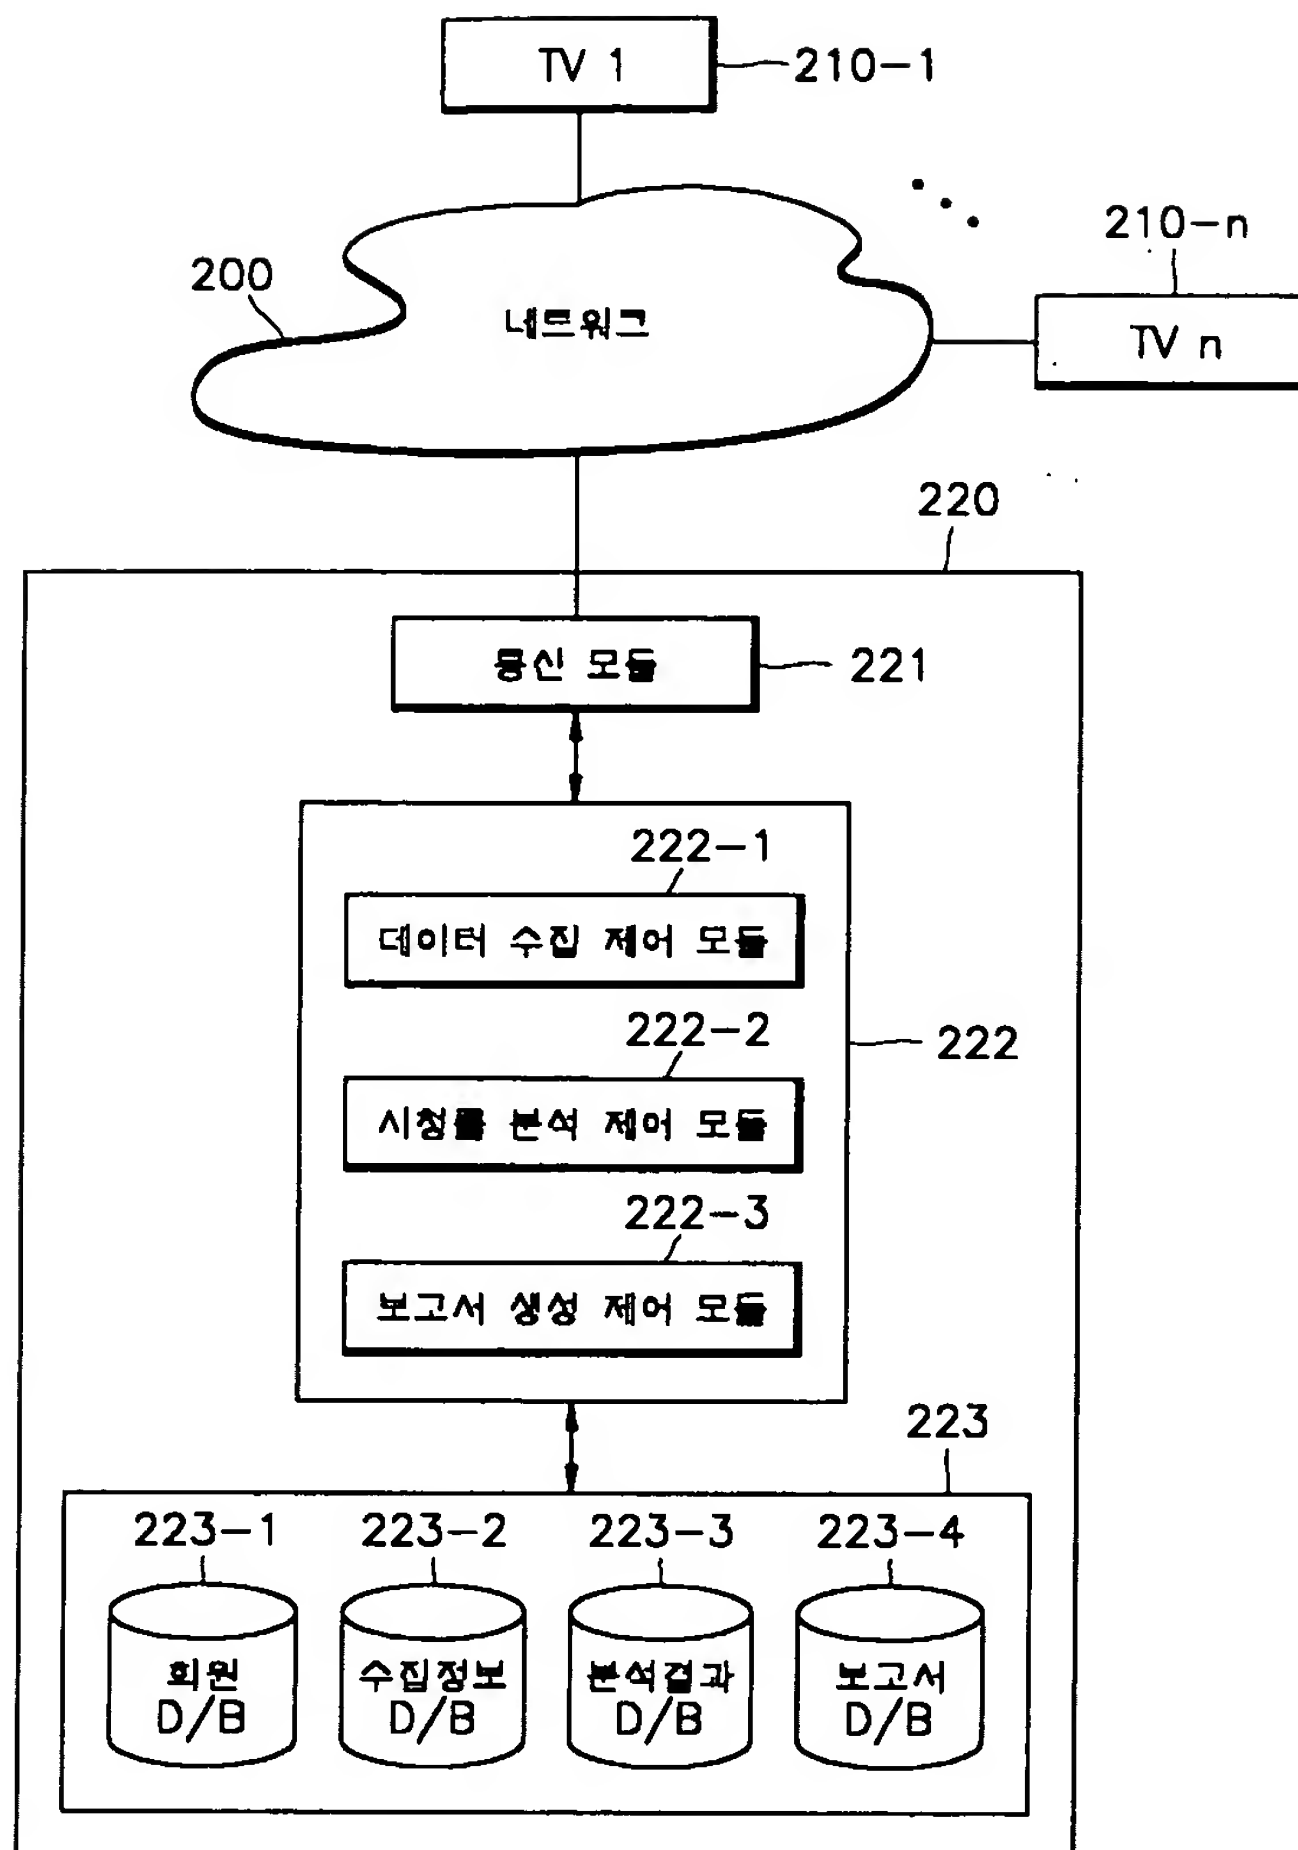 TV 1
210-1
210-n
200
네트워크
TV n
220
통신 모듈
221
222-1
데이터 수집 제어 모듈
222-2
222
시청률 분석 제어 모듈
222-3
보고서 생성 제어 모듈
223
223-1
223-2
223-3
223-4
회원
D/B
수집정보
D/B
분석결과
D/B
보고서
D/B